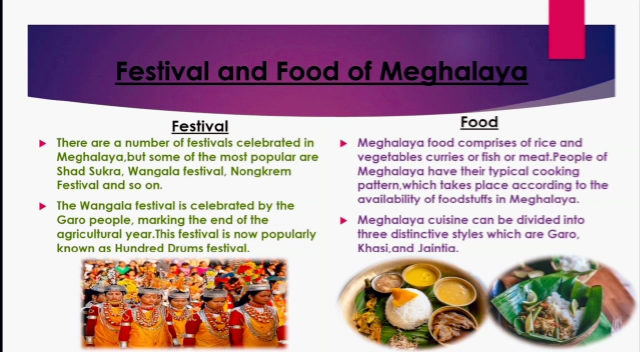 Festival and Food of Meghalaya
Festival
There are a number of festivals celebrated in
Meghalaya,but some of the most popular are
Shad Sukra, Wangala festival, Nongkrem
Festival and so on.
The Wangala festival is celebrated by the
Garo people, marking the end of the
agricultural year.This festival is now popularly
known as Hundred Drums festival.
Food
Meghalaya food comprises of rice and
vegetables curries or fish or meat.People of
Meghalaya have their typical cooking
pattern,which takes place according to the
availability of foodstuffs in Meghalaya.
Meghalaya cuisine can be divided into
three distinctive styles which are Garo,
Khasi,and Jaintia.